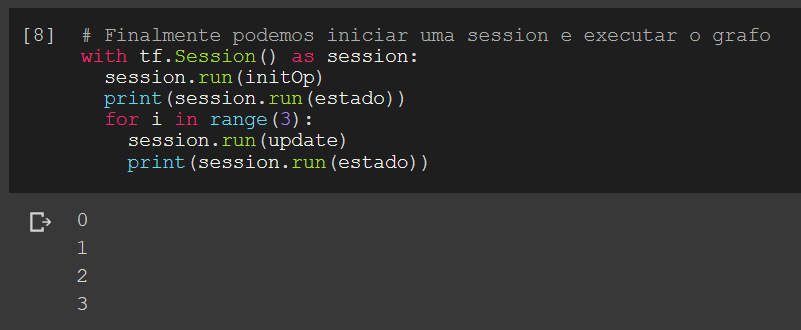 [8] # Finalmente podemos iniciar uma session e executar o grafo
with tf.Session() as session:
  session.run(initOp)
  print(session.run(estado))
  for i in range(3):
    session.run(update)
    print(session.run(estado))
0
1
2
3